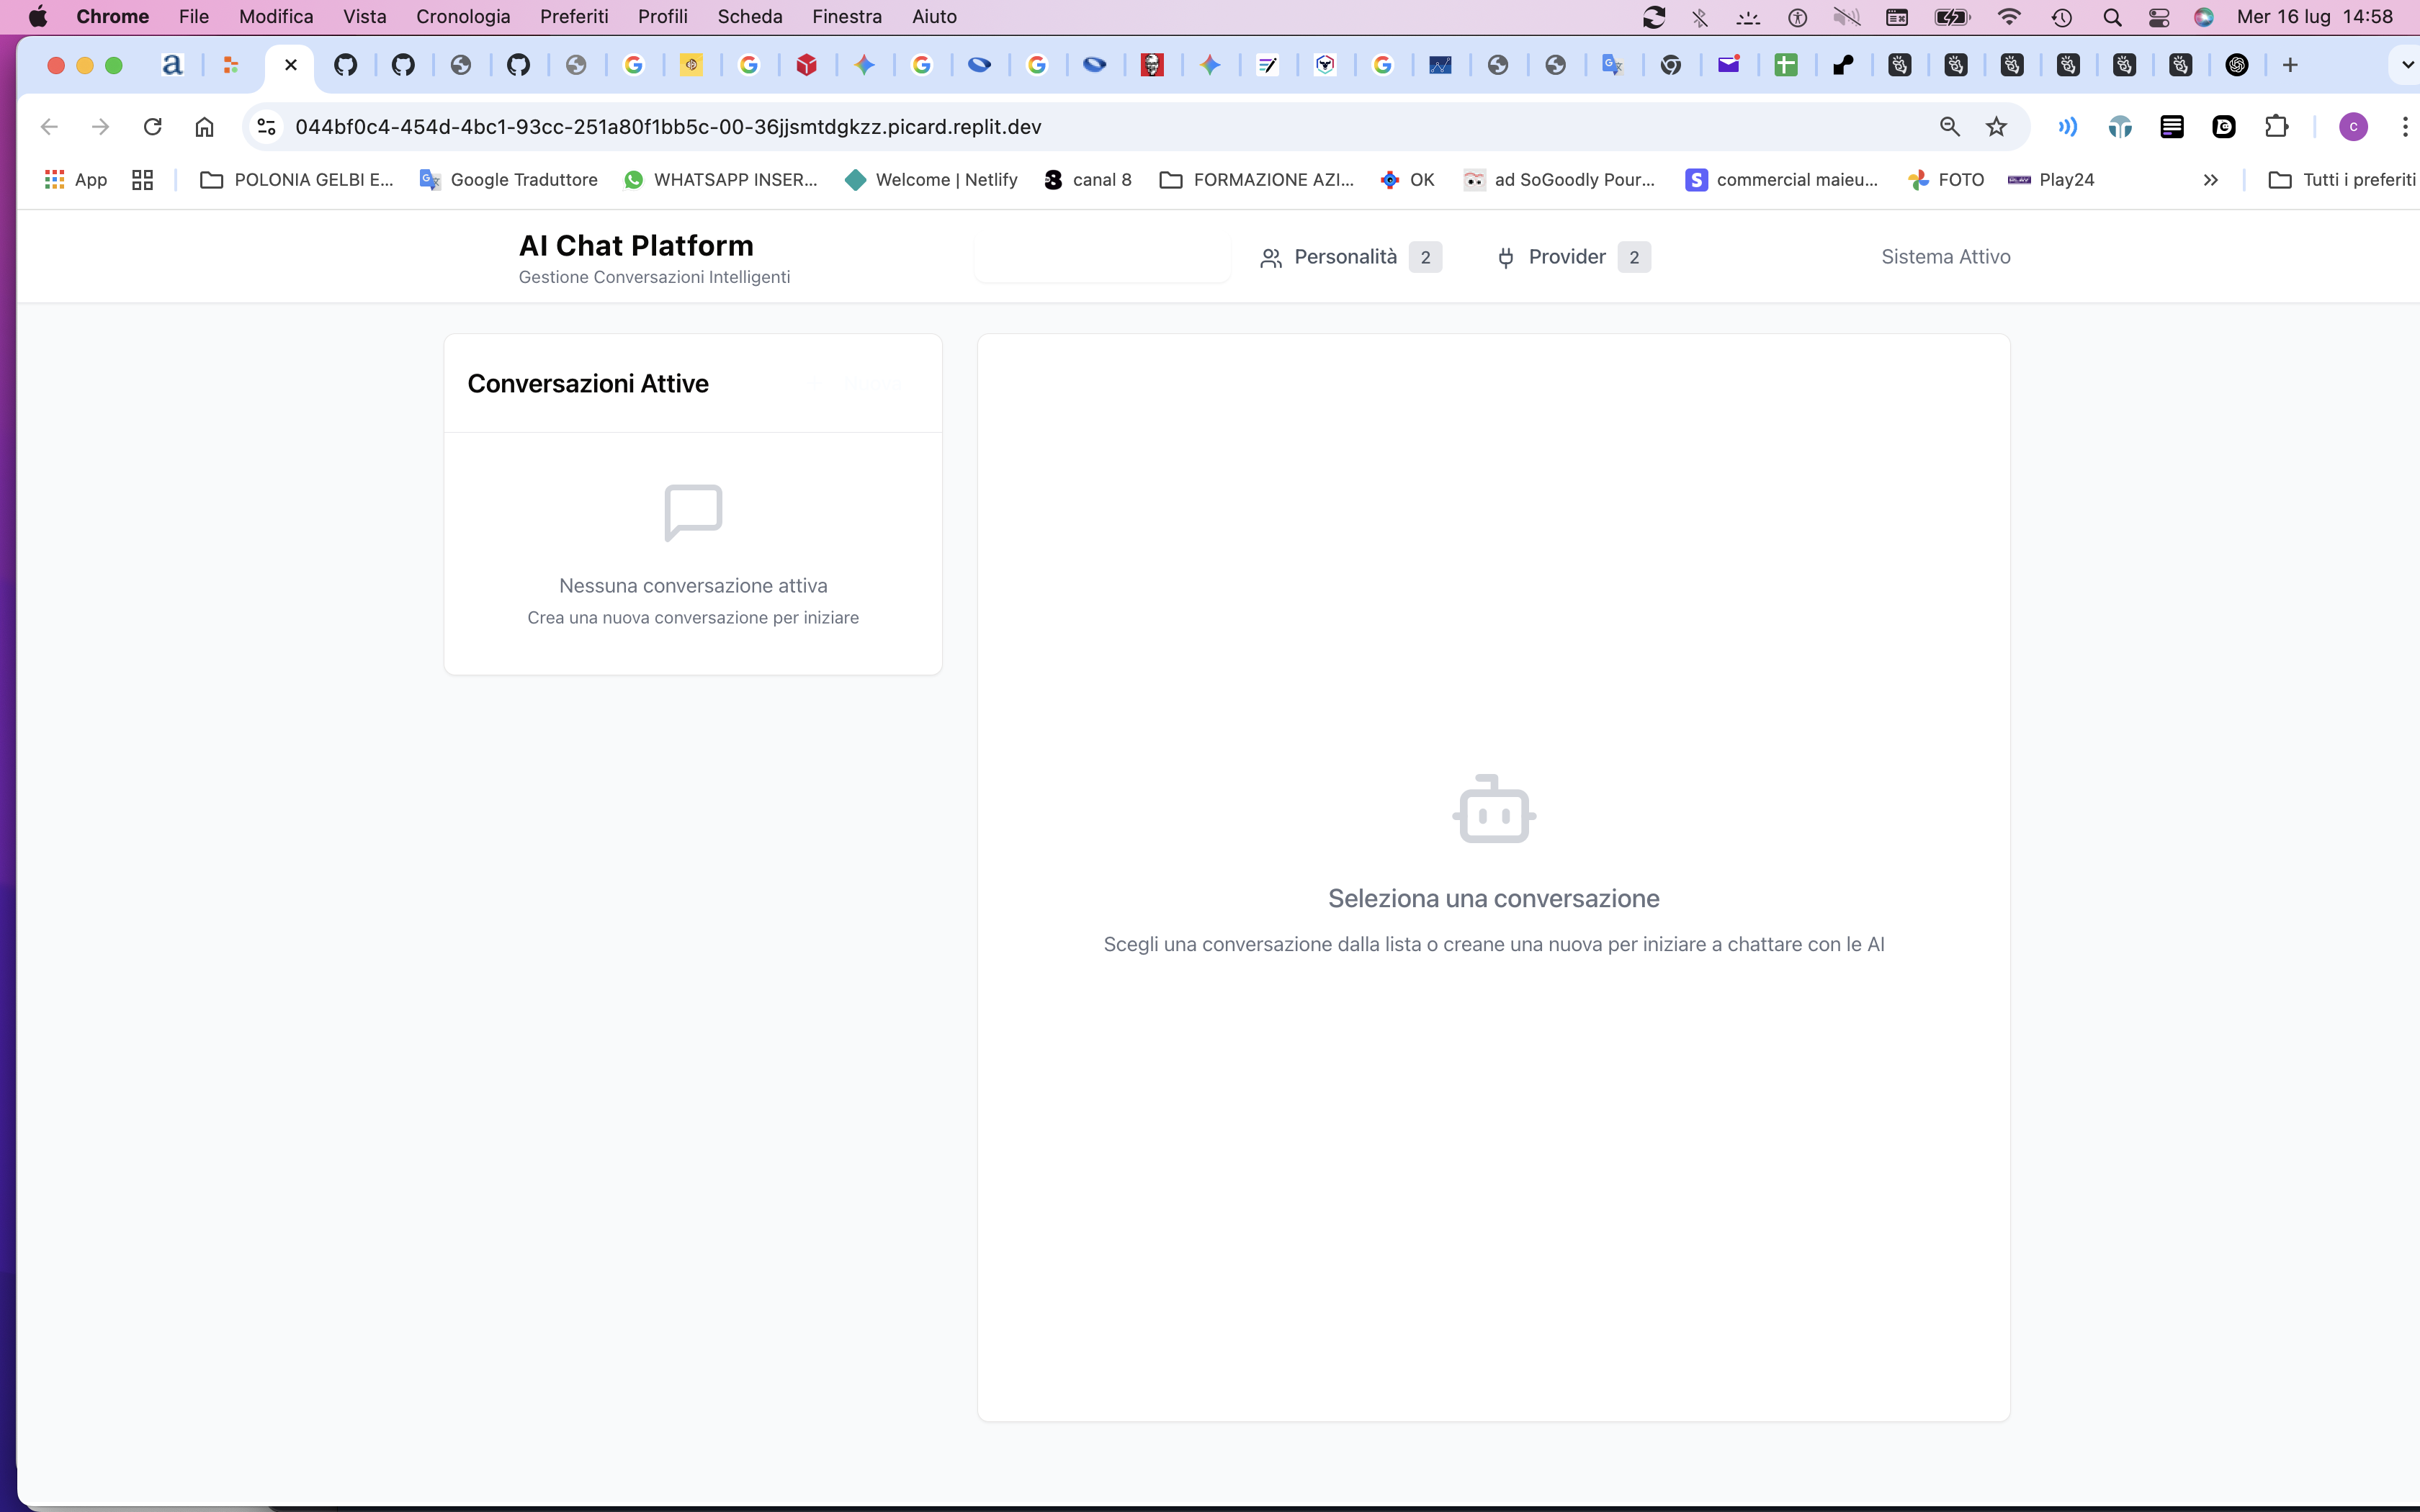 Chrome File Modifica Vista Cronologia Preferiti Profili Scheda Finestra Aiuto Mer 16 lug 14:58
044bf0c4-454d-4bc1-93cc-251a80f1bb5c-00-36jjsmtdgkzz.picard.replit.dev
App POLONIA GELBI E... Google Traduttore WHATSAPP INSER... Welcome | Netlify canal 8 FORMAZIONE AZI... OK ad SoGoodly Pour... commercial maieu... FOTO Play24 Tutti i preferiti
AI Chat Platform
Gestione Conversazioni Intelligenti
Personalità 2 Provider 2 Sistema Attivo
Conversazioni Attive
Nessuna conversazione attiva
Crea una nuova conversazione per iniziare
Seleziona una conversazione
Scegli una conversazione dalla lista o creane una nuova per iniziare a chattare con le AI